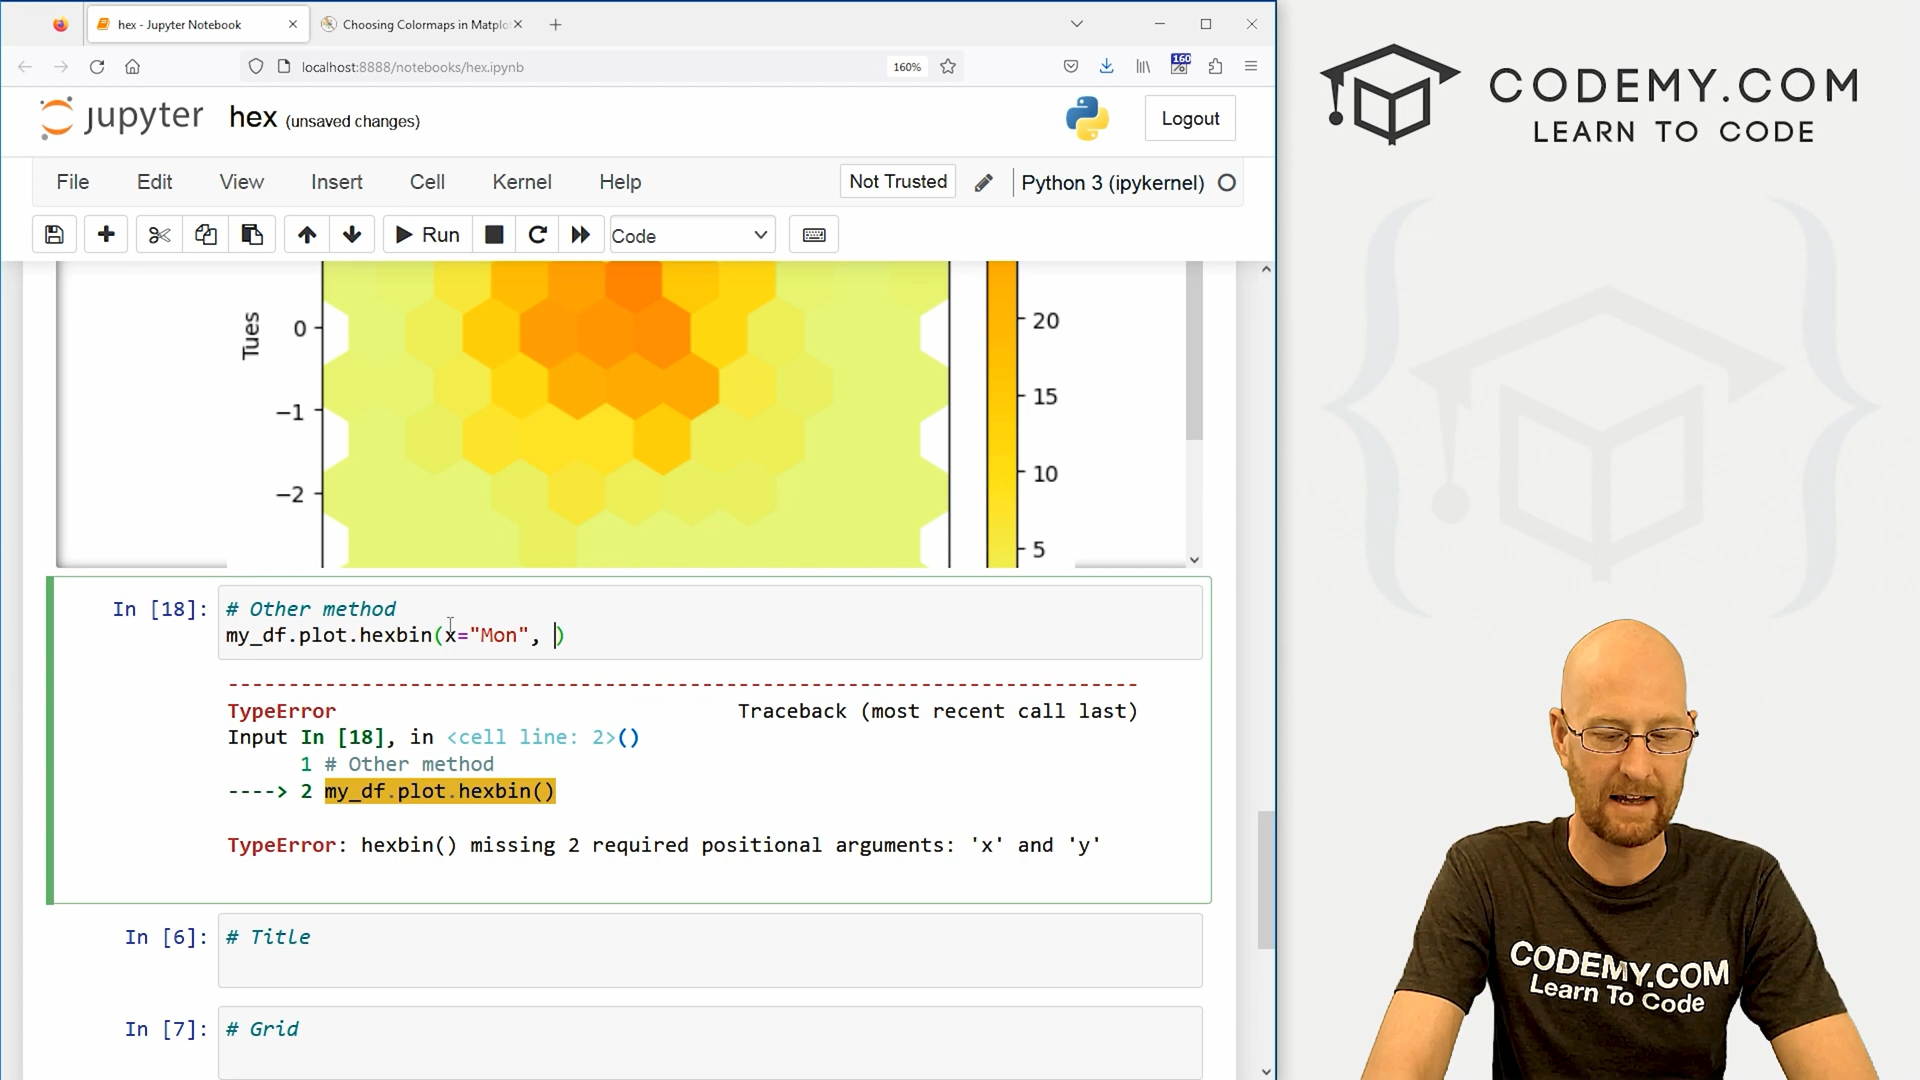 hex - Jupyter Notebook
Choosing Colormaps in Matplo
localhost:8888/notebooks/hex.ipynb
160%
160
jupyter hex (unsaved changes)
Logout
File Edit View Insert Cell Kernel Help
Not Trusted
Python 3 (ipykernel)
Run
Code
Tues
0
−1
−2
20
15
10
5
In [18]:
# Other method
my_df.plot.hexbin(x="Mon", )
---------------------------------------------------------------------------
TypeError Traceback (most recent call last)
Input In [18], in <cell line: 2>()
1 # Other method
----> 2 my_df.plot.hexbin()
TypeError: hexbin() missing 2 required positional arguments: 'x' and 'y'
In [6]: # Title
In [7]: # Grid
CODEMY.COM
LEARN TO CODE
CODEMY.COM
Learn To Code